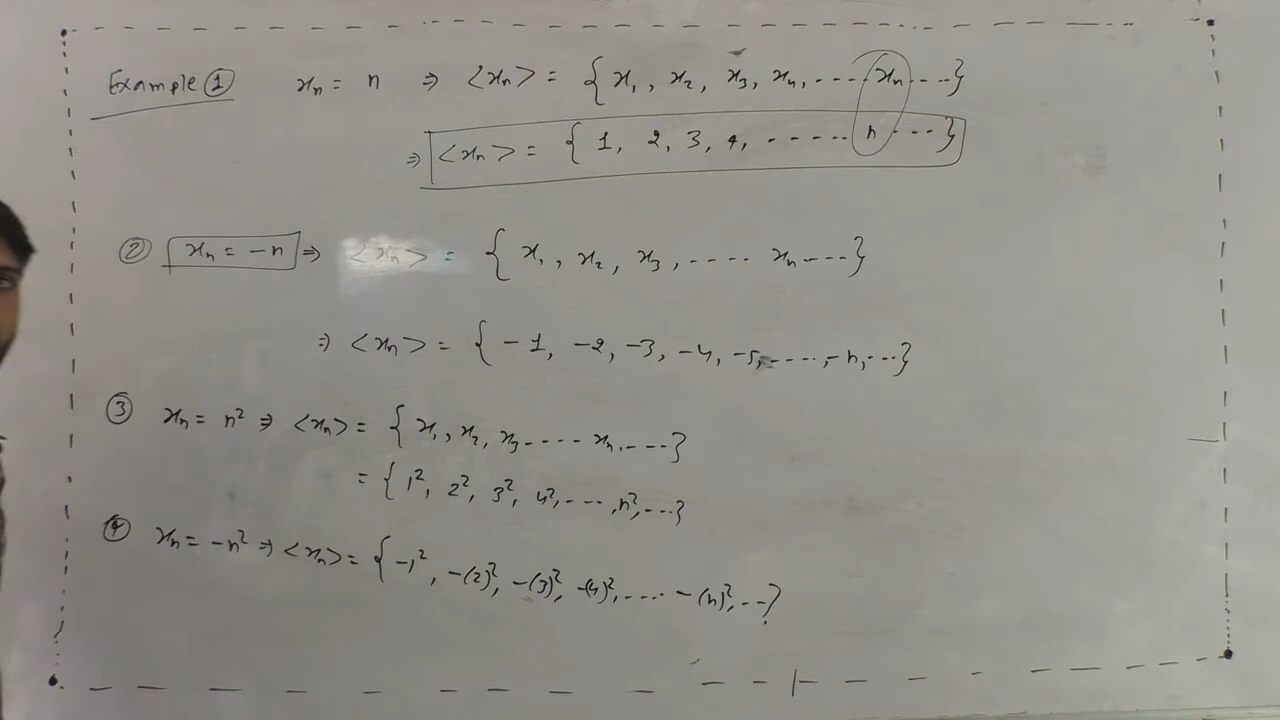 Example ① xₙ = n ⇒ <xₙ> = { x₁, x₂, x₃, x₄, ---- xₙ ---- }
⇒ <xₙ> = { 1, 2, 3, 4, ------ n --- }
② xₙ = -n ⇒ <xₙ> = { x₁, x₂, x₃, ----- xₙ ---- }
⇒ <xₙ> = { -1, -2, -3, -4, -5, ----, -n, --- }
③ xₙ = n² ⇒ <xₙ> = { x₁, x₂, x₃ ----- xₙ, ---- }
= { 1², 2², 3², 4², ----, n², --- }
④ xₙ = -n² ⇒ <xₙ> = { -1², -(2)², -(3)², -(4)², ---- -(n)², -- }